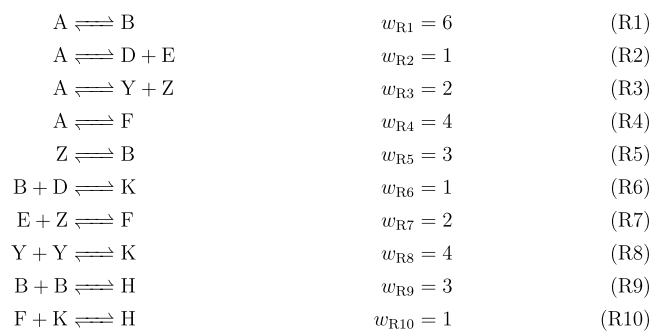 A ⇌ B w_R1 = 6 (R1)
A ⇌ D + E w_R2 = 1 (R2)
A ⇌ Y + Z w_R3 = 2 (R3)
A ⇌ F w_R4 = 4 (R4)
Z ⇌ B w_R5 = 3 (R5)
B + D ⇌ K w_R6 = 1 (R6)
E + Z ⇌ F w_R7 = 2 (R7)
Y + Y ⇌ K w_R8 = 4 (R8)
B + B ⇌ H w_R9 = 3 (R9)
F + K ⇌ H w_R10 = 1 (R10)